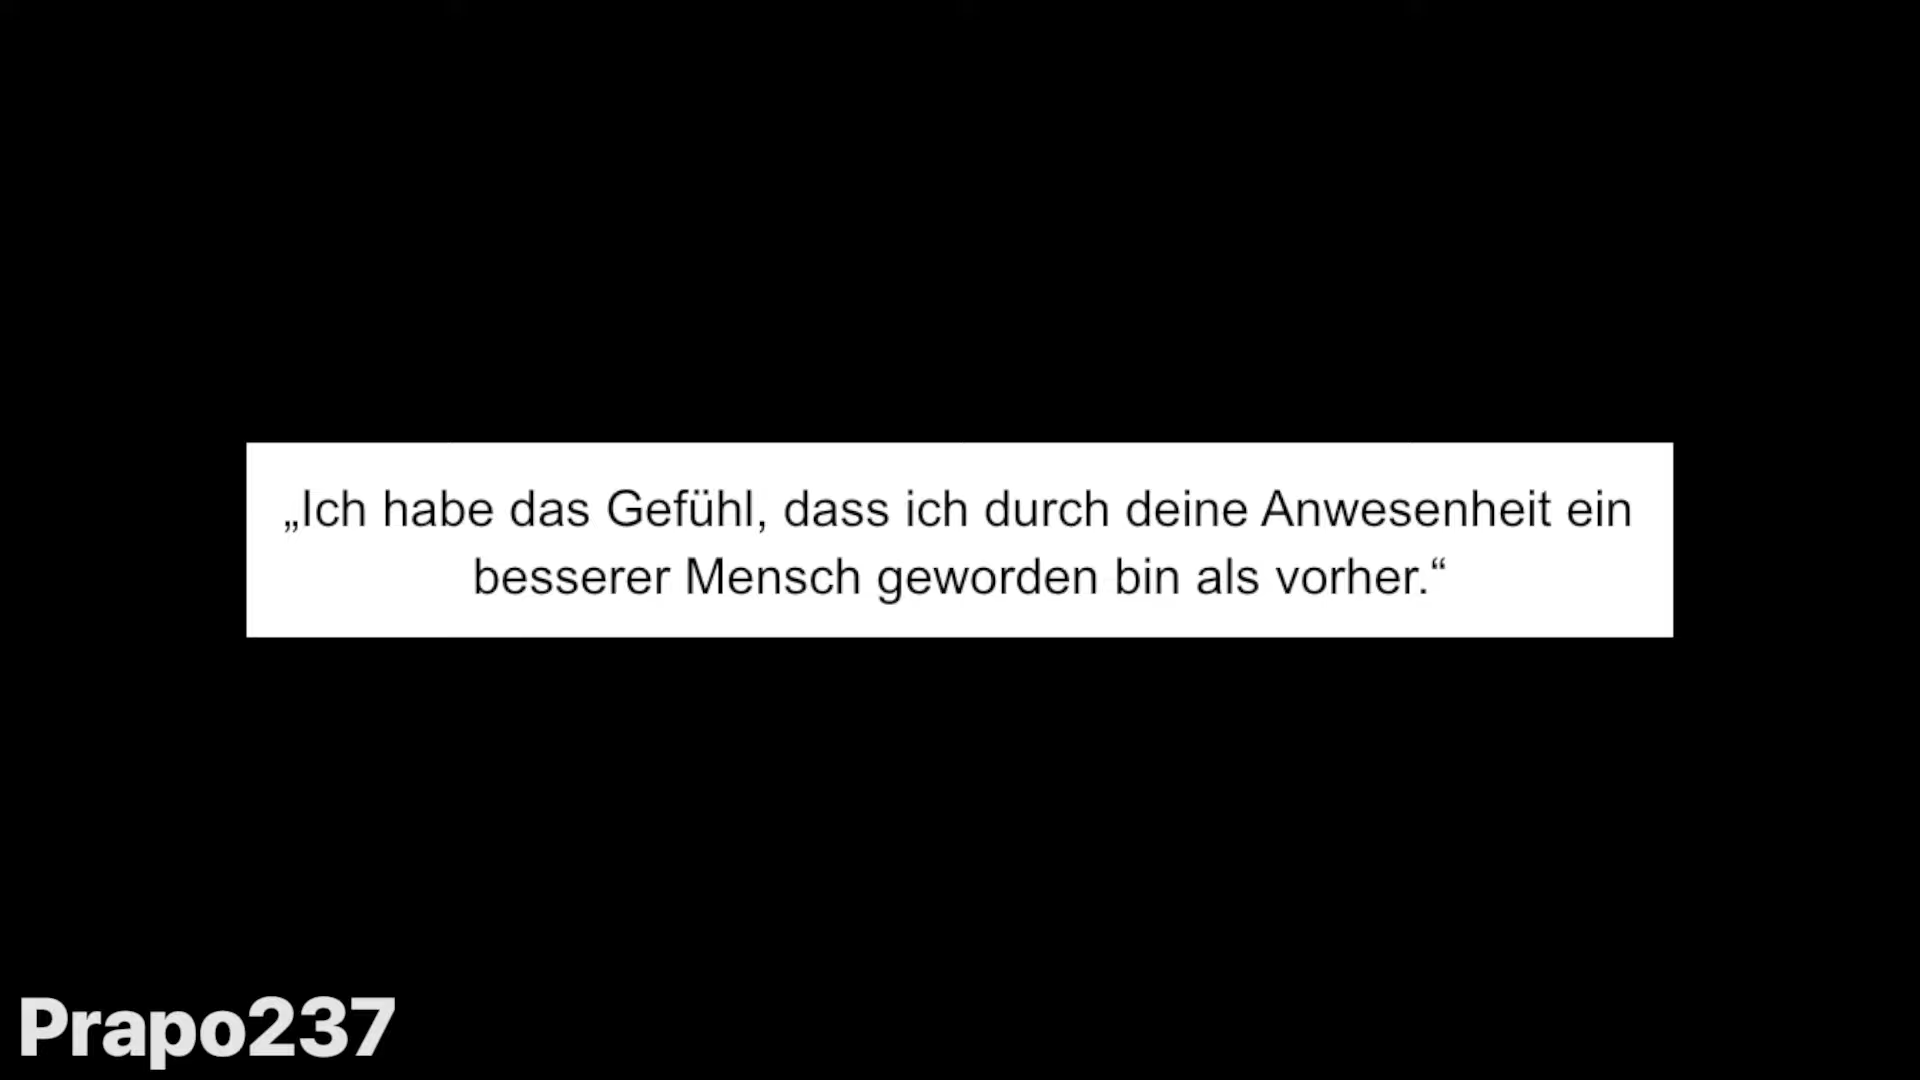 „Ich habe das Gefühl, dass ich durch deine Anwesenheit ein
besserer Mensch geworden bin als vorher.“
Prapo237